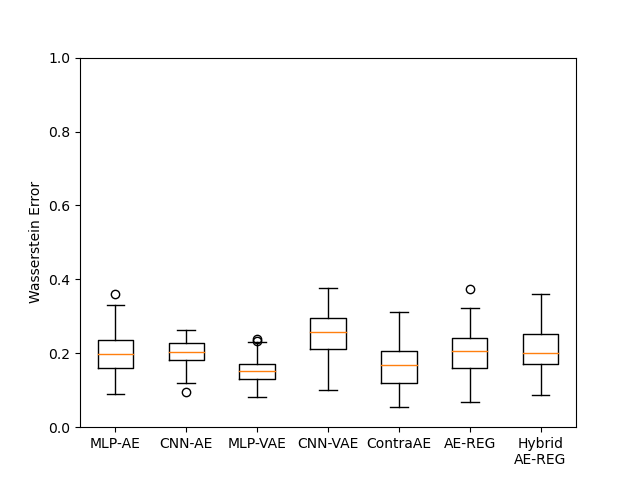 1.0
0.8
0.6
0.4
0.2
0.0
Wasserstein Error
MLP-AE CNN-AE MLP-VAE CNN-VAE ContraAE AE-REG Hybrid
AE-REG